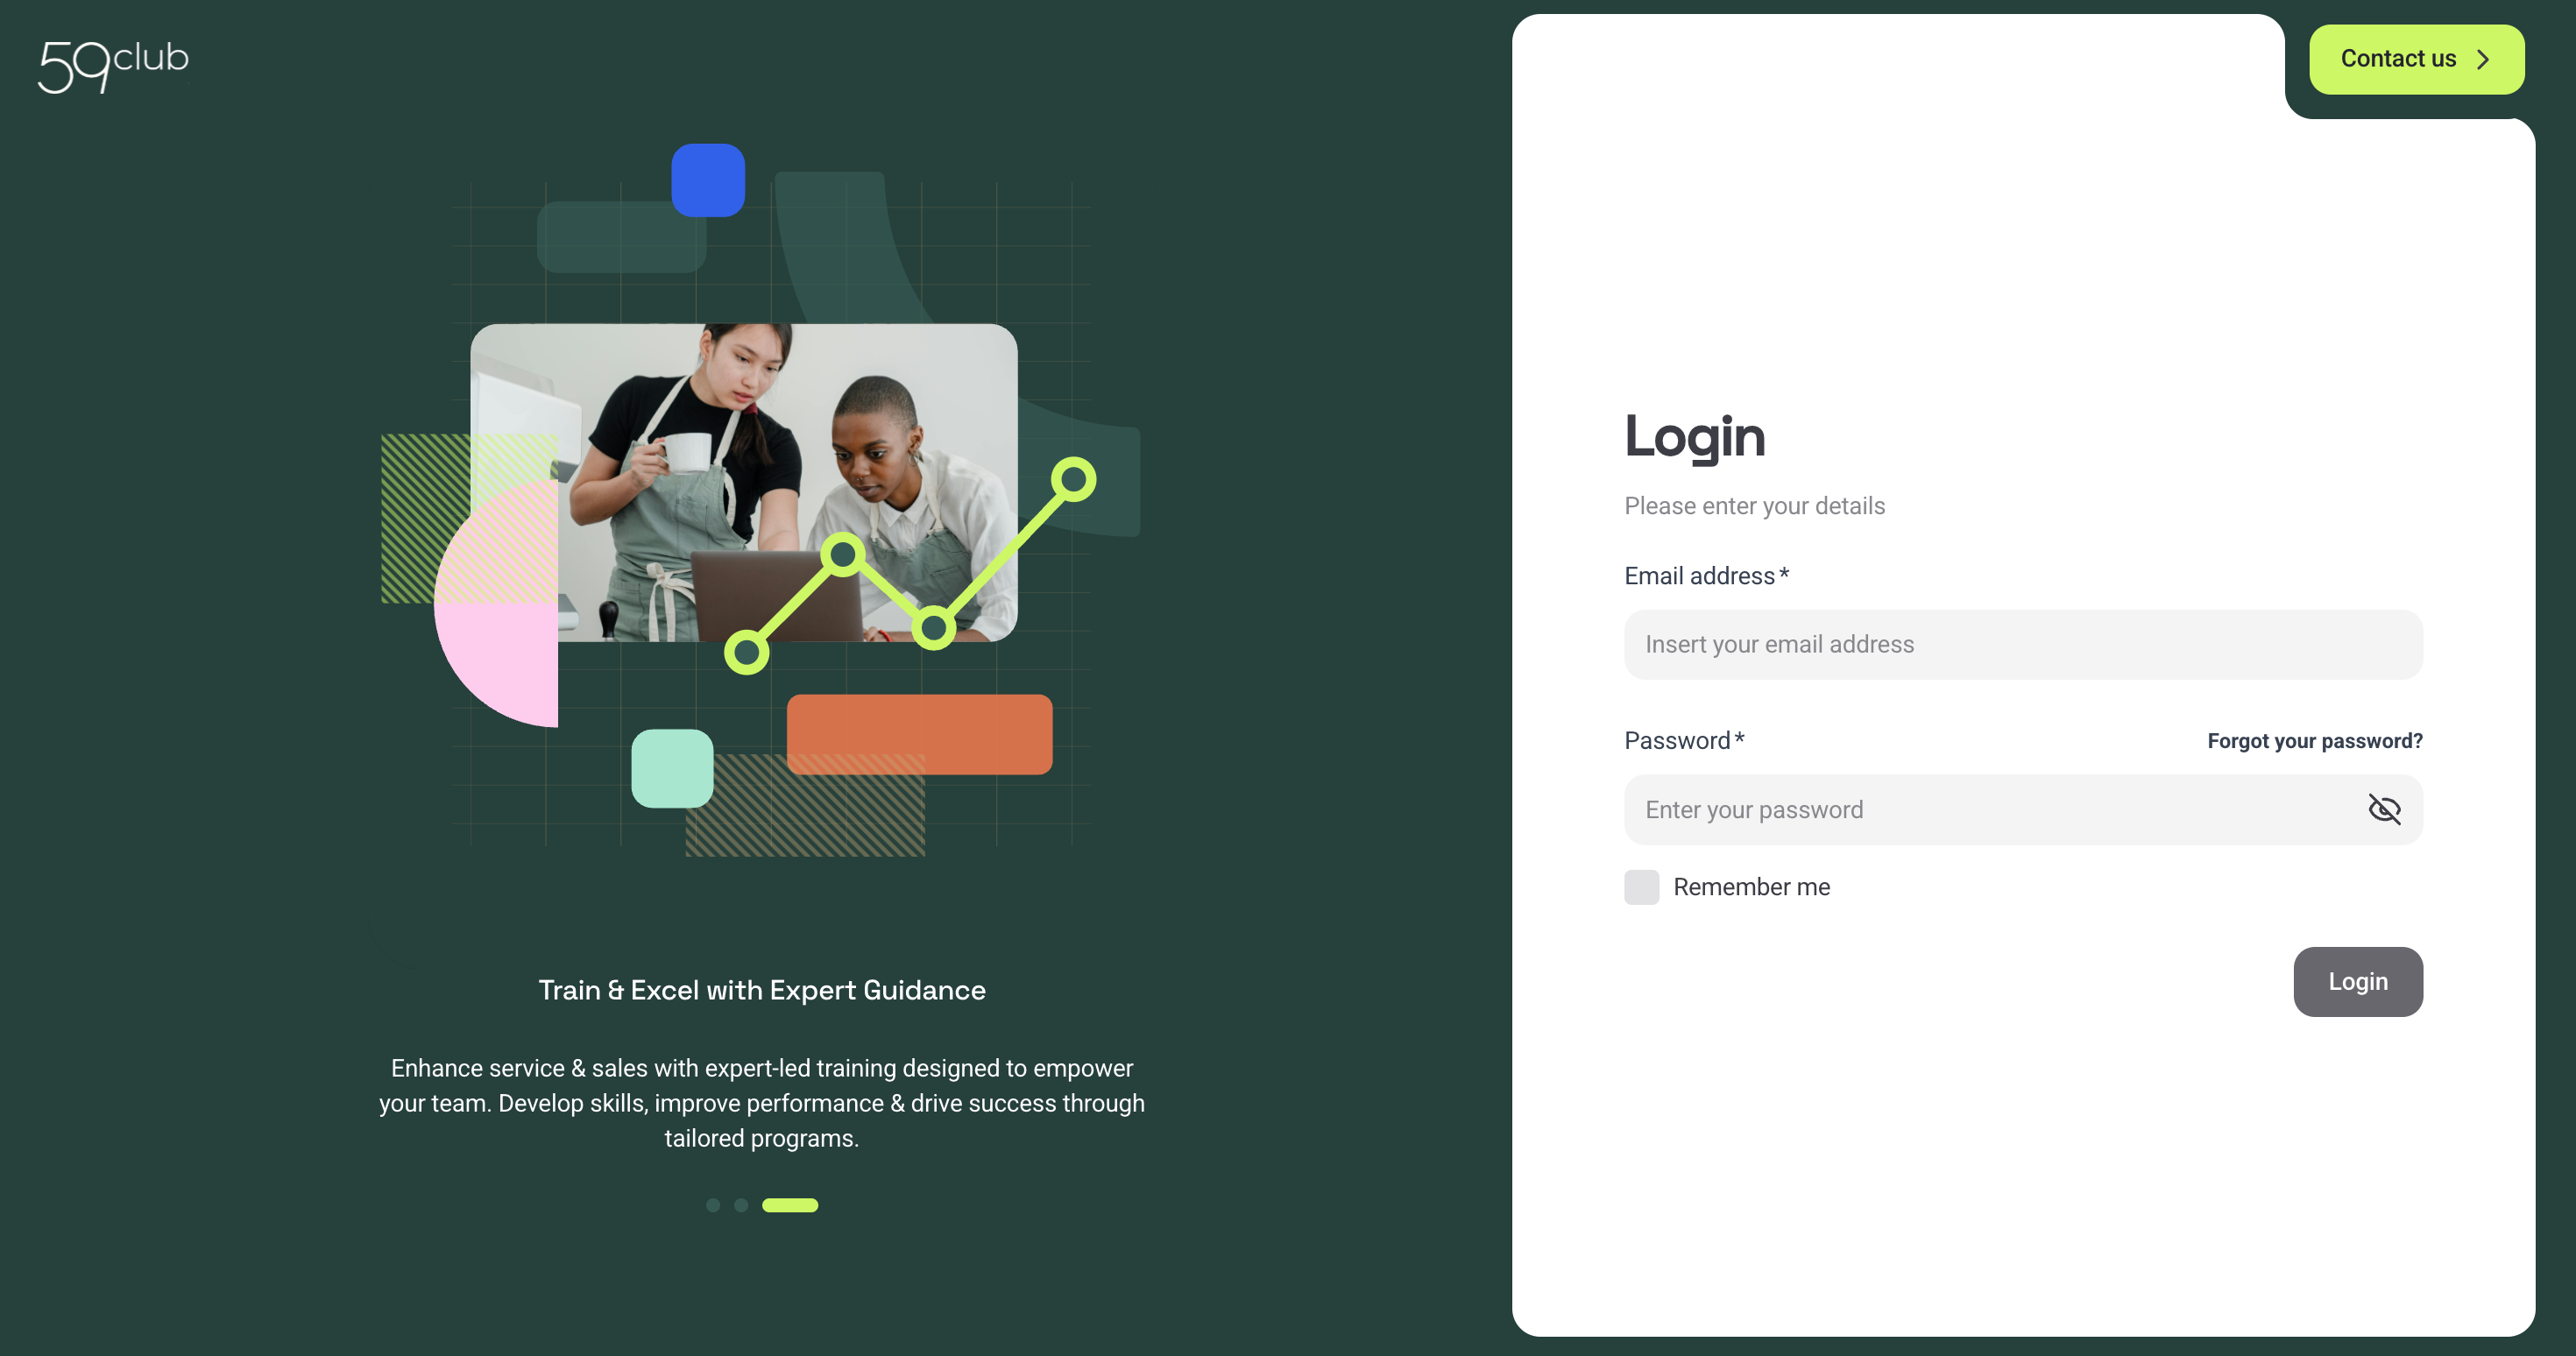 59club
Contact us
Train & Excel with Expert Guidance
Enhance service & sales with expert-led training designed to empower
your team. Develop skills, improve performance & drive success through
tailored programs.
Login
Please enter your details
Email address*
Insert your email address
Password*
Forgot your password?
Enter your password
Remember me
Login